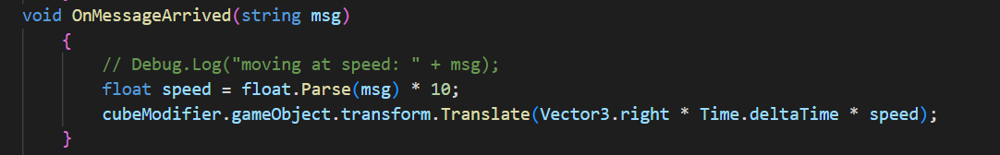 void OnMessageArrived(string msg)
{
// Debug.Log("moving at speed: " + msg);
float speed = float.Parse(msg) * 10;
cubeModifier.gameObject.transform.Translate(Vector3.right * Time.deltaTime * speed);
}